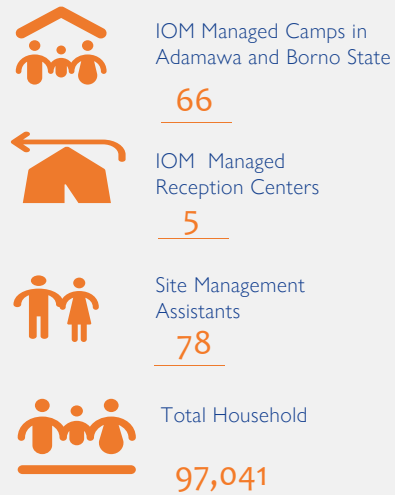 IOM Managed Camps in
Adamawa and Borno State
66
IOM Managed
Reception Centers
5
Site Management
Assistants
78
Total Household
97,041